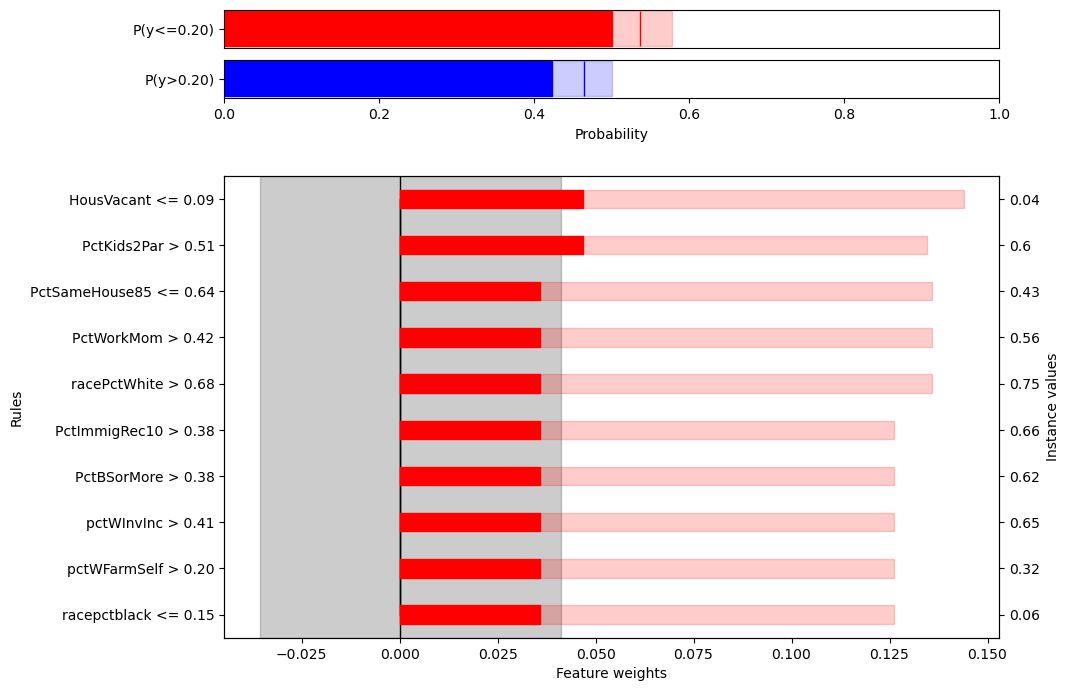 P(y<=0.20)
P(y>0.20)
0.0 0.2 0.4 0.6 0.8 1.0
Probability
HousVacant <= 0.09 0.04
PctKids2Par > 0.51 0.6
PctSameHouse85 <= 0.64 0.43
PctWorkMom > 0.42 0.56
racePctWhite > 0.68 0.75
PctImmigRec10 > 0.38 0.66
PctBSorMore > 0.38 0.62
pctWInvInc > 0.41 0.65
pctWFarmSelf > 0.20 0.32
racepctblack <= 0.15 0.06
Rules
Instance values
−0.025 0.000 0.025 0.050 0.075 0.100 0.125 0.150
Feature weights